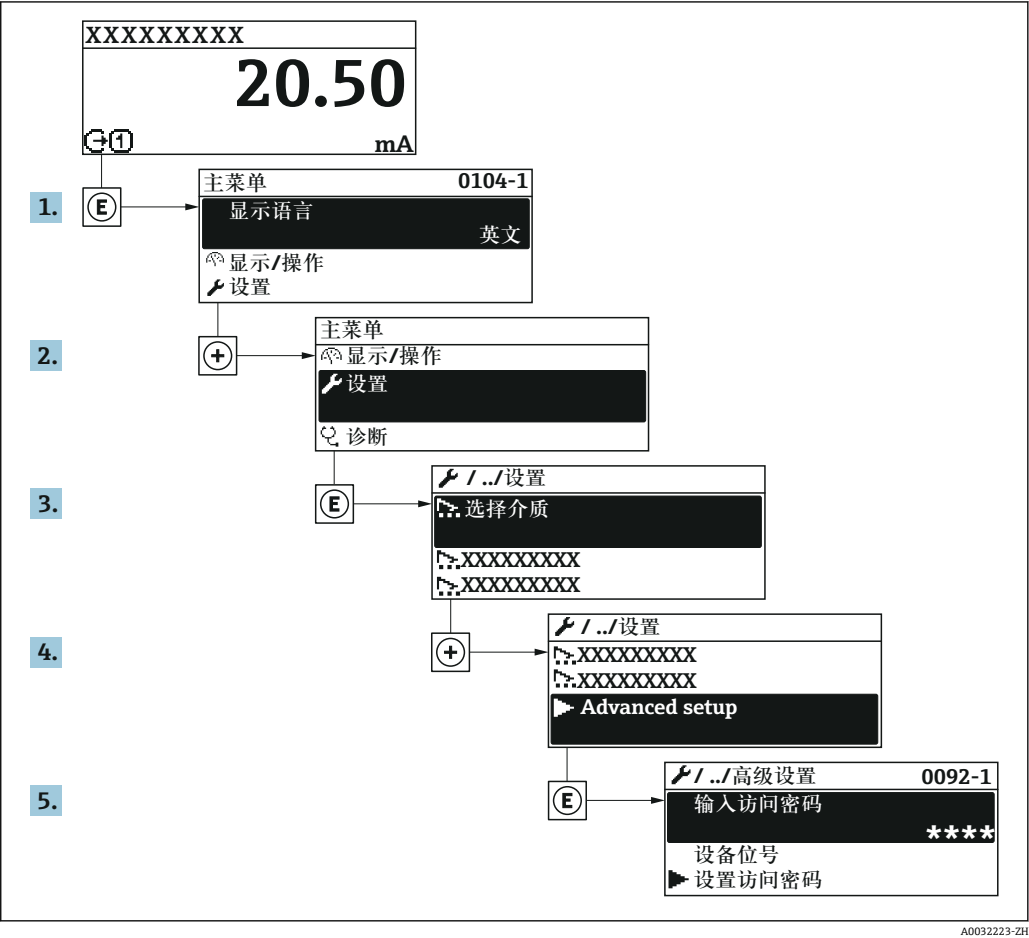 XXXXXXXXX
20.50
mA
1.
E
主菜单 0104-1
显示语言
英文
显示/操作
设置
2.
+
主菜单
显示/操作
设置
诊断
3.
E
/ ../设置
选择介质
XXXXXXXXX
XXXXXXXXX
4.
+
/ ../设置
XXXXXXXXX
XXXXXXXXX
Advanced setup
5.
E
/ ../高级设置 0092-1
输入访问密码
****
设备位号
设置访问密码
A0032223-ZH